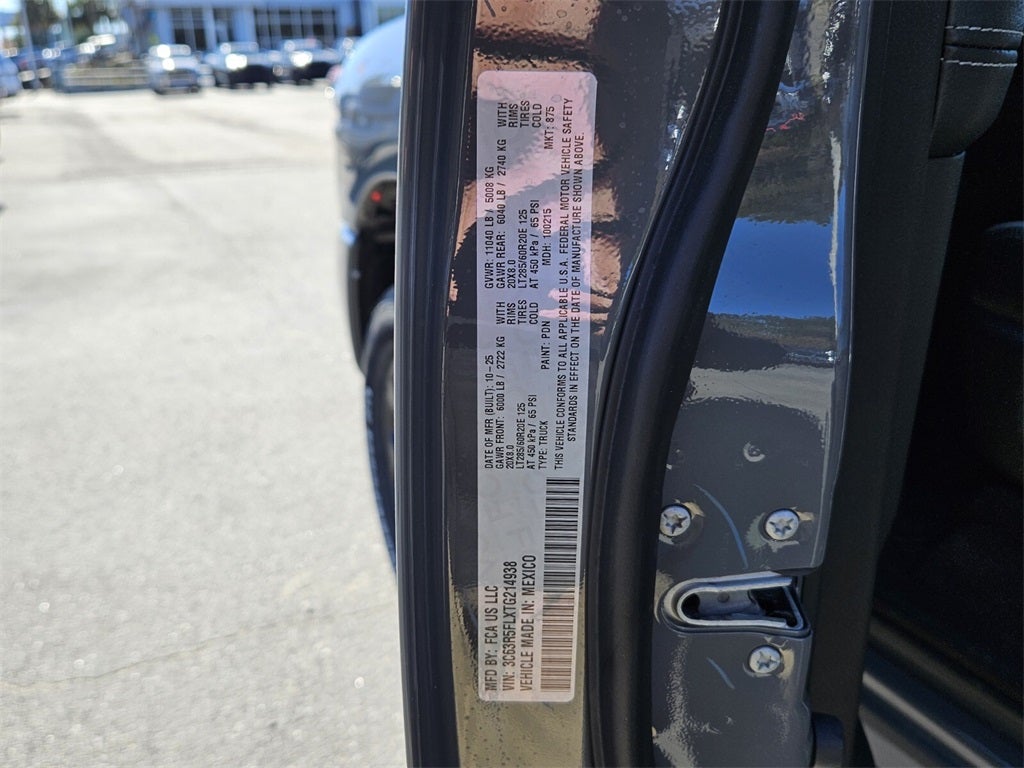 MFD BY: FCA US LLC
VIN: 3C63R5FLXTG214938
VEHICLE MADE IN: MEXICO
DATE OF MFR (BUILT): 10-25 GVWR: 11040 LB / 5008 KG
GAWR FRONT: 6000 LB / 2722 KG WITH GAWR REAR: 6040 LB / 2740 KG WITH
20X8.0 RIMS 20X8.0 RIMS
LT285/60R20E 125 TIRES LT285/60R20E 125 TIRES
AT 450 kPa / 65 PSI COLD AT 450 kPa / 65 PSI COLD
TYPE: TRUCK PAINT: PDN MDH: 100215 MKT: 875
THIS VEHICLE CONFORMS TO ALL APPLICABLE U.S.A. FEDERAL MOTOR VEHICLE SAFETY
STANDARDS IN EFFECT ON THE DATE OF MANUFACTURE SHOWN ABOVE.